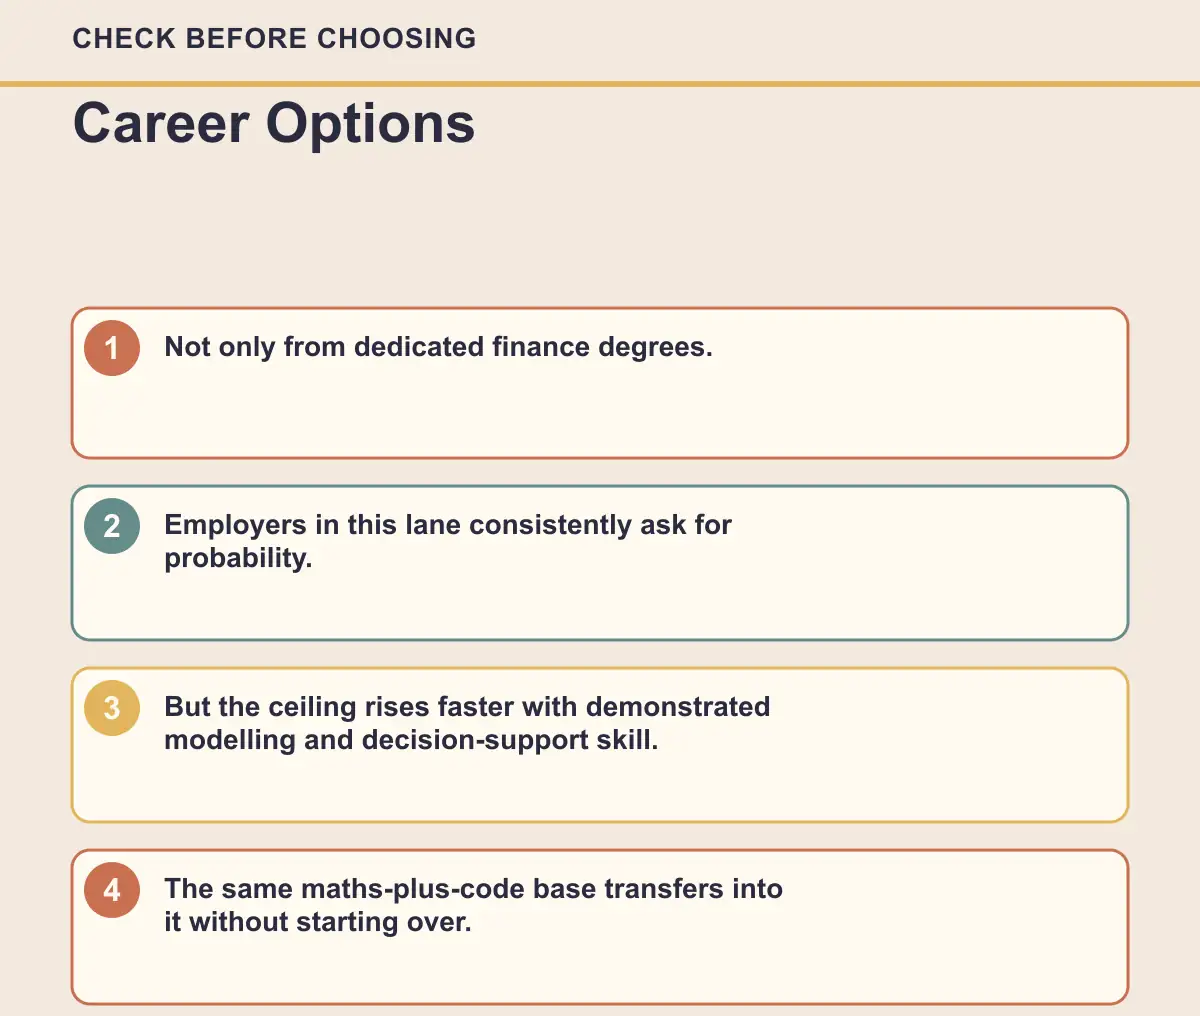 CHECK BEFORE CHOOSING
Career Options
1
Not only from dedicated finance degrees.
2
Employers in this lane consistently ask for
probability.
3
But the ceiling rises faster with demonstrated
modelling and decision-support skill.
4
The same maths-plus-code base transfers into
it without starting over.